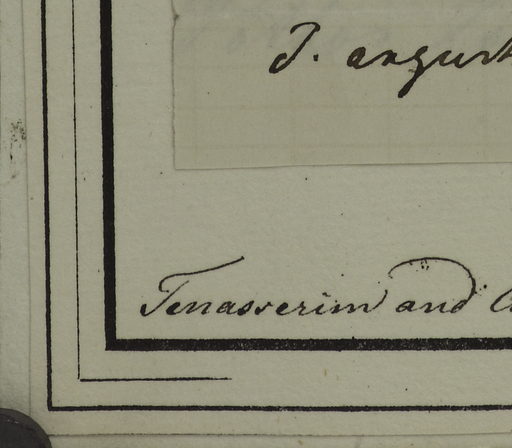 J. angust
Tenasserim and